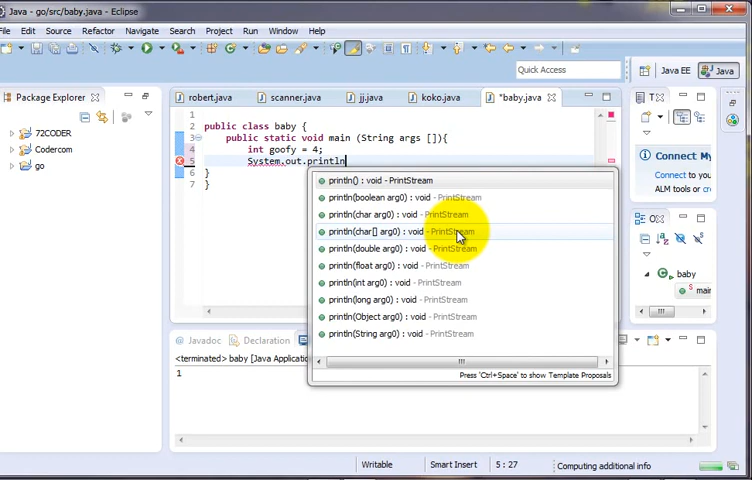 Java - go/src/baby.java - Eclipse
File Edit Source Refactor Navigate Search Project Run Window Help
Quick Access
Java EE
Java
Package Explorer
robert.java
scanner.java
jj.java
koko.java
*baby.java
72CODER
Codercom
go
1
2 public class baby {
3 public static void main (String args []){
4 int goofy = 4;
5 System.out.println
6 }
7 }
println() : void - PrintStream
println(boolean arg0) : void - PrintStream
println(char arg0) : void - PrintStream
println(char[] arg0) : void - PrintStream
println(double arg0) : void - PrintStream
println(float arg0) : void - PrintStream
println(int arg0) : void - PrintStream
println(long arg0) : void - PrintStream
println(Object arg0) : void - PrintStream
println(String arg0) : void - PrintStream
Press 'Ctrl+Space' to show Template Proposals
T
Connect My
Connect to you
ALM tools or c
O
baby
main
Javadoc
Declaration
<terminated> baby [Java Applicatio
1
Writable
Smart Insert
5 : 27
Computing additional info